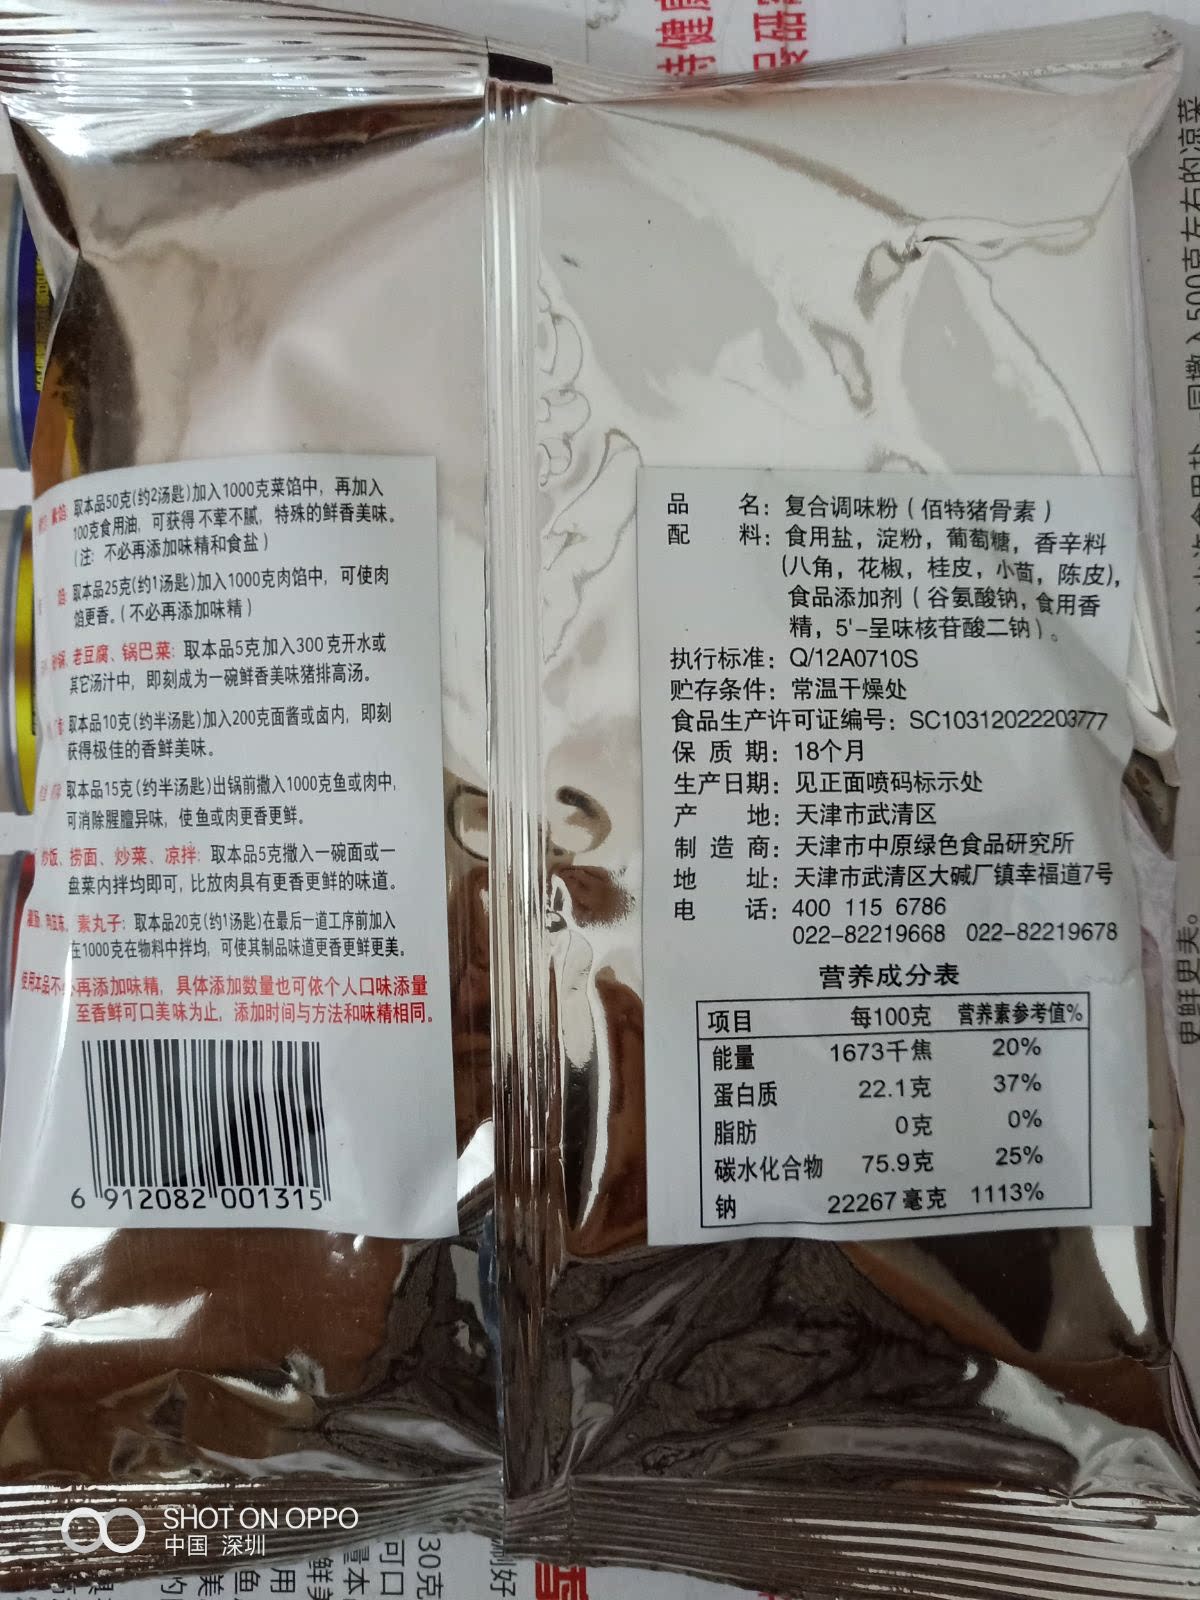 持健康
取本品50克(约2汤匙)加入1000克菜馅中，再加入
100克食用油，可获得不荤不腻，特殊的鲜香美味。
(注：不必再添加味精和食盐)
馅: 取本品25克(约1汤匙)加入1000克肉馅中，可使肉
馅更香。(不必再添加味精)
老豆腐、锅巴菜: 取本品5克加入300克开水或
其它汤汁中，即刻成为一碗鲜香美味猪排高汤。
取本品10克(约半汤匙)加入200克面酱或卤内，即刻
获得极佳的香鲜美味。
取本品15克(约半汤匙)出锅前撒入1000克鱼或肉中，
可消除腥膻异味，使鱼或肉更香更鲜。
炒饭、捞面、炒菜、凉拌: 取本品5克撒入一碗面或一
盘菜内拌均即可，比放肉具有更香更鲜的味道。
素丸子: 取本品20克(约1汤匙)在最后一道工序前加入
在1000克在物料中拌均，可使其制品味道更香更鲜更美。
使用本品不必再添加味精，具体添加数量也可依个人口味添量
至香鲜可口美味为止，添加时间与方法和味精相同。
6 912082 001315
品 名: 复合调味粉（佰特猪骨素）
配 料: 食用盐，淀粉，葡萄糖，香辛料
(八角，花椒，桂皮，小茴，陈皮)，
食品添加剂（谷氨酸钠，食用香
精，5'-呈味核苷酸二钠）。
执行标准: Q/12A0710S
贮存条件: 常温干燥处
食品生产许可证编号: SC10312022203777
保 质 期: 18个月
生产日期: 见正面喷码标示处
产 地: 天津市武清区
制 造 商: 天津市中原绿色食品研究所
地 址: 天津市武清区大碱厂镇幸福道7号
电 话: 400 115 6786
022-82219668 022-82219678
营养成分表
项目 每100克 营养素参考值%
能量 1673千焦 20%
蛋白质 22.1克 37%
脂肪 0克 0%
碳水化合物 75.9克 25%
钠 22267毫克 1113%
SHOT ON OPPO
中国 深圳
30克
可口